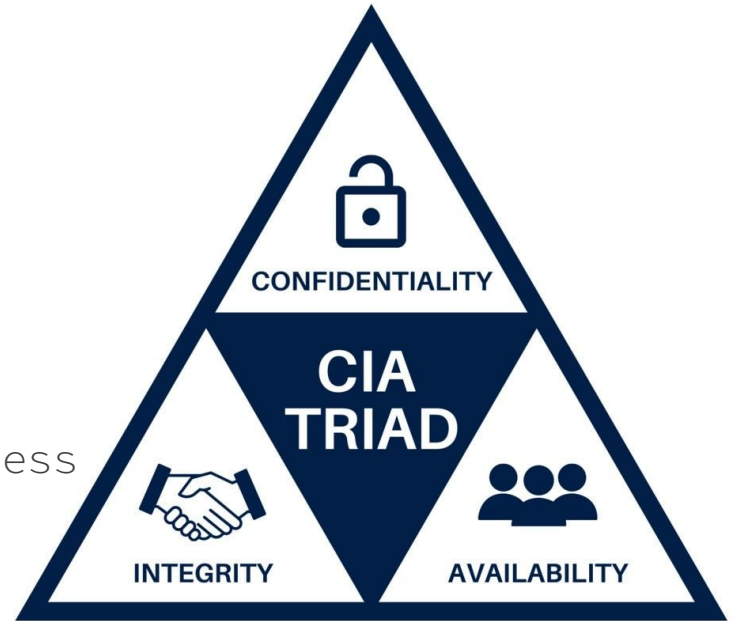 CONFIDENTIALITY
CIA
TRIAD
ess
INTEGRITY
AVAILABILITY